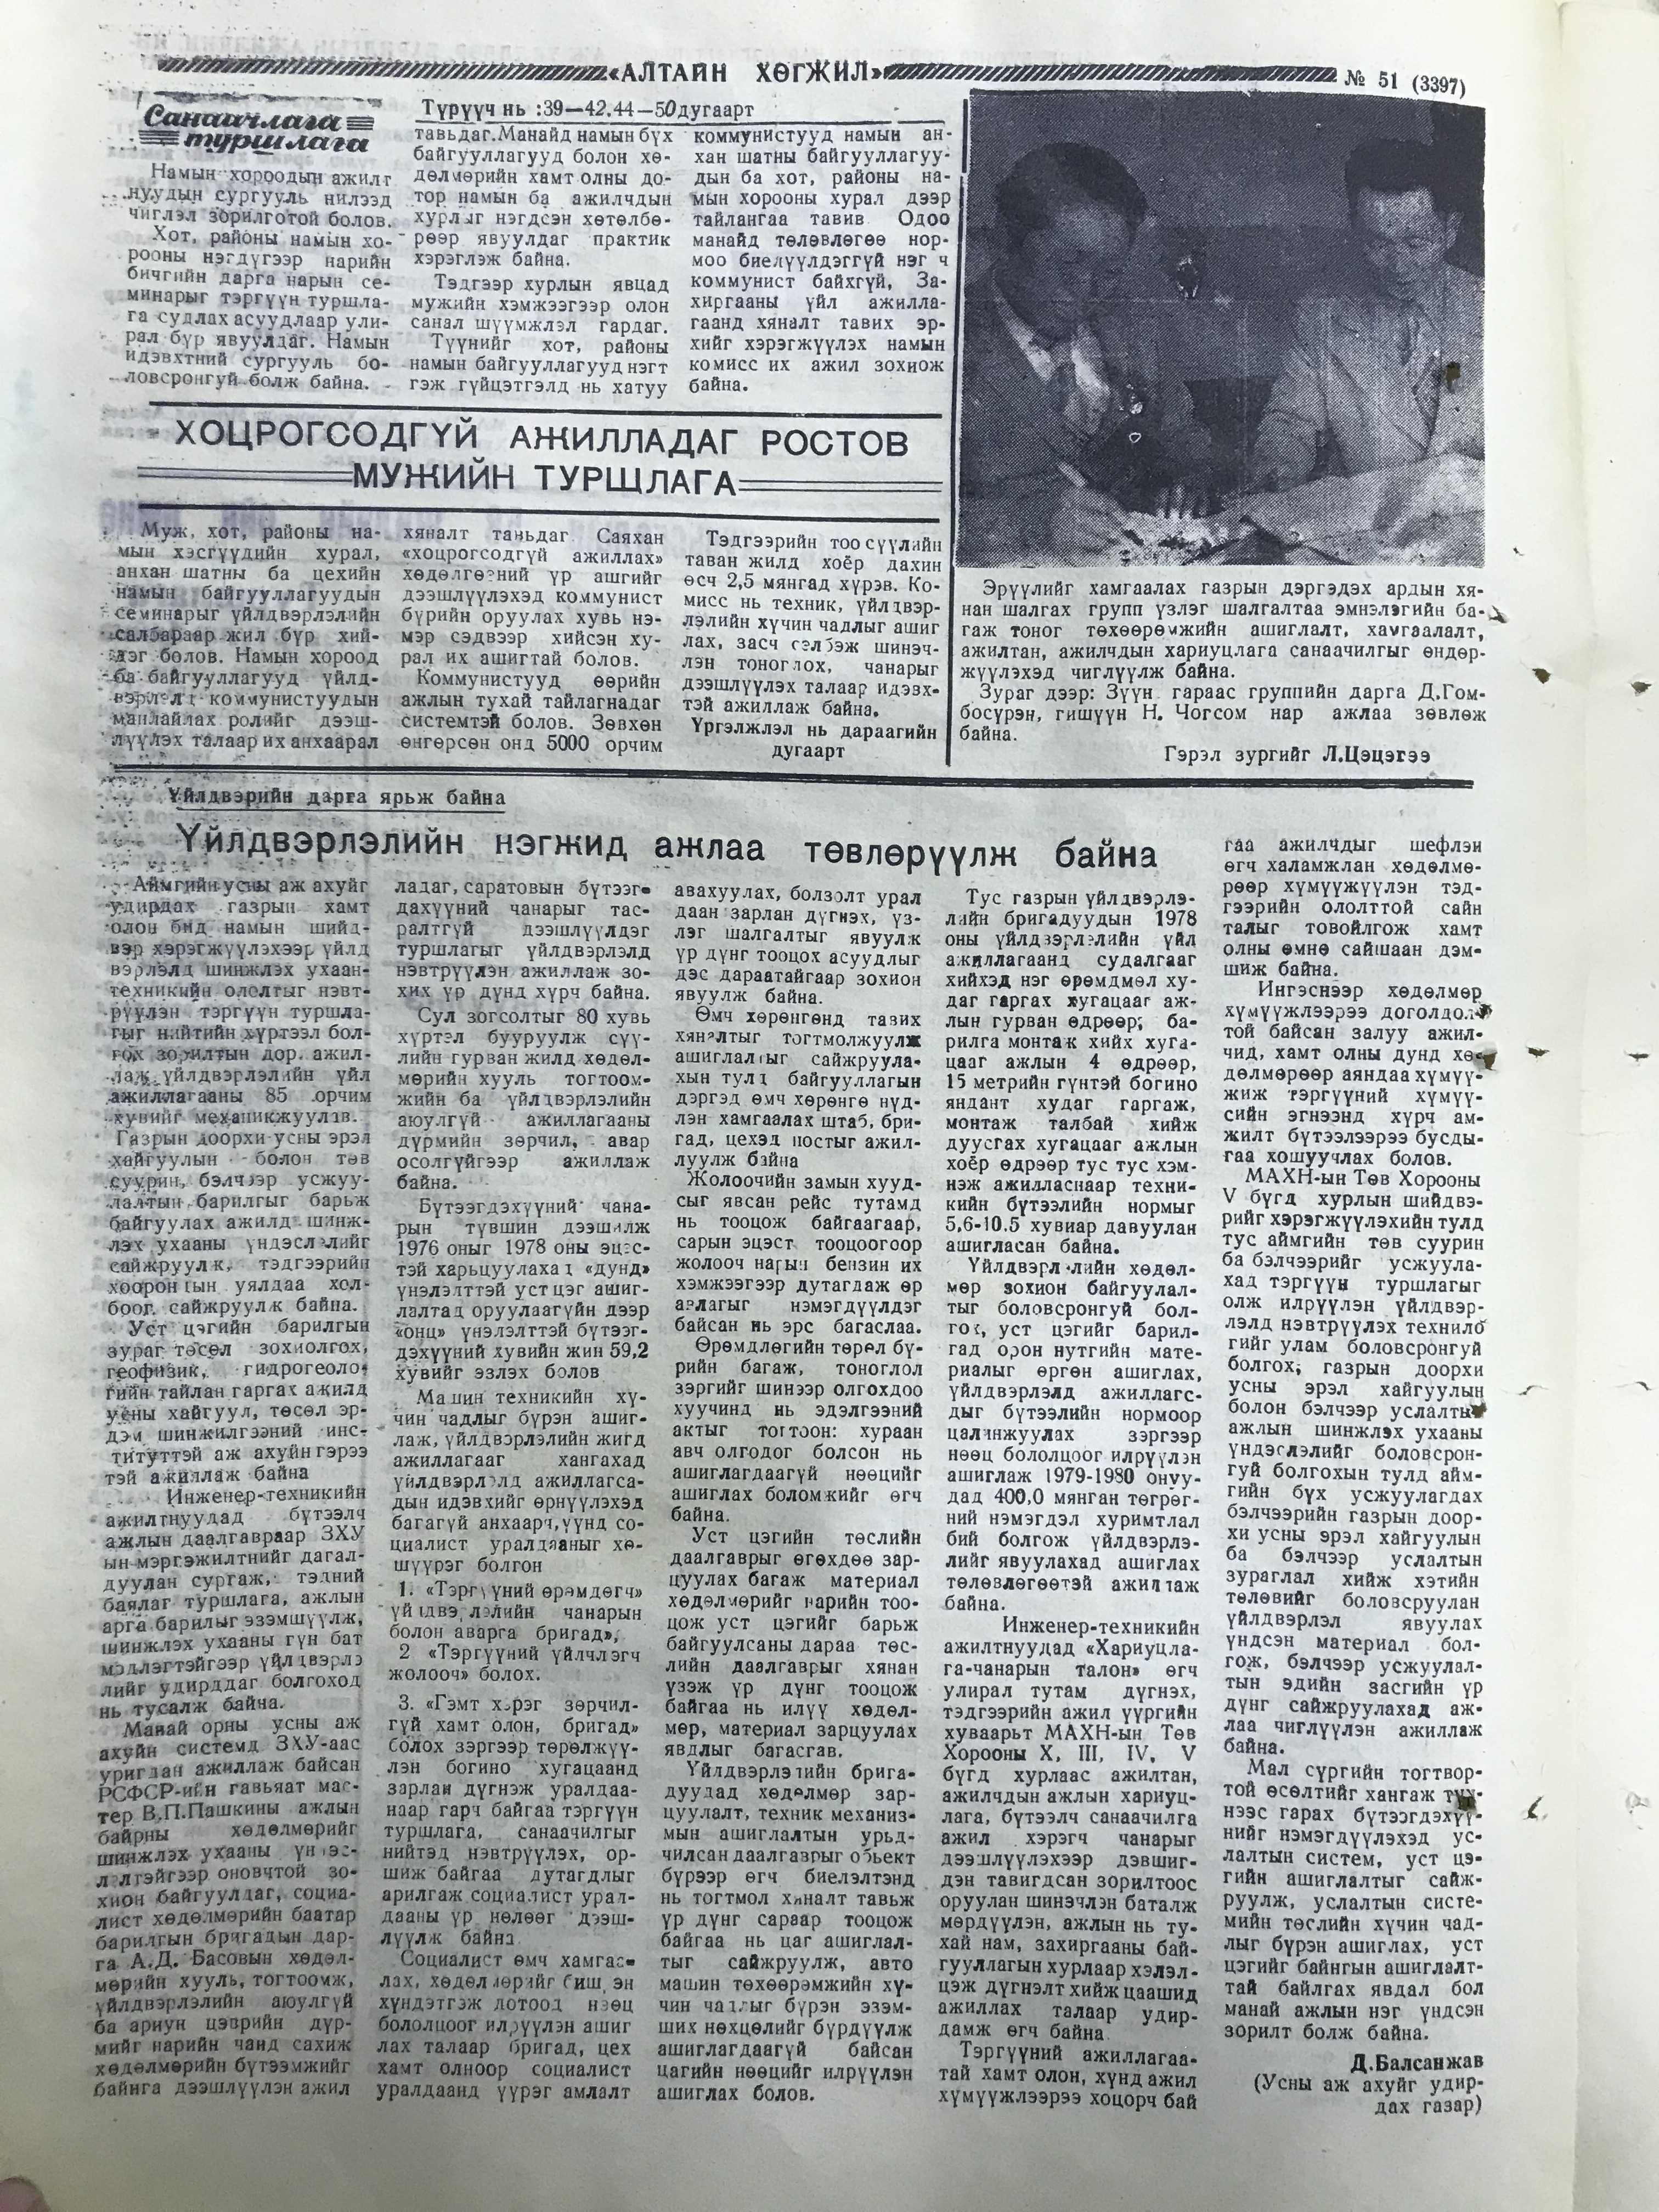 «АЛТАЙН ХӨГЖИЛ»
№ 51 (3397)
Санаачлага
туршлага
Түрүүч нь :39—42.44—50дугаарт
Намын хороодын ажилт
нуудын сургууль нилээд
чиглэл зорилготой болов.
Хот, районы намын хо-
рооны нэгдүгээр нарийн
бичгийн дарга нарын се-
минарыг тэргүүн туршла-
га судлах асуудлаар ули-
рал бүр явуулдаг. Намын
идэвхтний сургууль бо-
ловсронгуй болж байна.
тавьдаг.Манайд намын бүх
байгууллагууд болон хө-
дөлмөрийн хамт олны до-
тор намын ба ажилчдын
хурлыг нэгдсэн хөтөлбө-
рөөр явуулдаг практик
хэрэглэж байна.
Тэдгээр хурлын явцад
мужийн хэмжээгээр олон
санал шүүмжлэл гардаг.
Түүнийг хот, районы
намын байгууллагууд нэгт
гэж гүйцэтгэлд нь хатуу
коммунистууд намын ан-
хан шатны байгууллагуу-
дын ба хот, районы на-
мын хорооны хурал дээр
тайлангаа тавив Одоо
манайд төлөвлөгөө нор-
моо биелүүлдэггүй нэг ч
коммунист байхгүй, За-
хиргааны үйл ажилла-
гаанд хяналт тавих эр-
хийг хэрэгжүүлэх намын
комисс их ажил зохиож
байна.
ХОЦРОГСОДГҮЙ АЖИЛЛАДАГ РОСТОВ
МУЖИЙН ТУРШЛАГА
Муж, хот, районы на-
мын хэсгүүдийн хурал,
анхан шатны ба цехийн
намын байгууллагуудын
семинарыг үйлдвэрлэлийн
салбараар жил бүр хий-
дэг болов. Намын хороод
ба байгууллагууд үйлд-
вэрлэлт коммунистуудын
манлайлах ролийг дээш-
лүүлэх талаар их анхаарал
хяналт таньдаг Саяхан
«хоцрогсодгүй ажиллах»
хөдөлгөөний үр ашгийг
дээшлүүлэхэд коммунист
бүрийн оруулах хувь нэ-
мэр сэдвээр хийсэн ху-
рал их ашигтай болов.
Коммунистууд өөрийн
ажлын тухай тайлагнадаг
системтэй болов. Зөвхөн
өнгөрсөн онд 5000 орчим
Тэдгээрийн тоо сүүлийн
таван жилд хоёр дахин
өсч 2,5 мянгад хүрэв. Ко-
мисс нь техник, үйлдвэр-
лэлийн хүчин чадлыг ашиг
лах, засч сэлбэж шинэч-
лэн тоноглох, чанарыг
дээшлүүлэх талаар идэвх-
тэй ажиллаж байна.
Үргэлжлэл нь дараагийн
дугаарт
Эрүүлийг хамгаалах газрын дэргэдэх ардын хя-
нан шалгах групп үзлэг шалгалтаа эмнэлэгийн ба-
гаж тоног төхөөрөмжийн ашиглалт, хамгаалалт,
ажилтан, ажилчдын хариуцлага санаачилгыг өндөр-
жүүлэхэд чиглүүлж байна.
Зураг дээр: Зүүн гараас группийн дарга Д.Гом-
босүрэн, гишүүн Н. Чогсом нар ажлаа зөвлөж
байна.
Гэрэл зургийг Л.Цэцэгээ
Үйлдвэрийн дарга ярьж байна
Үйлдвэрлэлийн нэгжид ажлаа төвлөрүүлж байна
Аймгийн усны аж ахуйг
удирдах газрын хамт
олон бид намын шийд-
вэр хэрэгжүүлэхээр үйлд
вэрлэлд шинжлэх ухаан-
техникийн ололтыг нэвт-
рүүлэн тэргүүн туршла-
гыг нийтийн хүртээл бол-
гох зорилтын дор. ажил-
лаж үйлдвэрлэлийн үйл
ажиллагааны 85 орчим
хувийг механикжуулав.
Газрын доорхи усны эрэл
хайгуулын болон төв
суурин, бэлчээр усжуу-
лалтын барилгыг барьж
байгуулах ажилд шинж-
лэх ухааны үндэслэлийг
сайжруулж, тэдгээрийн
хоорондын уялдаа хол-
боог сайжруулж байна.
Уст цэгийн барилгын
зураг төсөл зохиолгох,
геофизик, гидрогеоло-
гийн тайлан гаргах ажилд
усны хайгуул, төсөл эр-
дэм шинжилгээний инс-
титуттэй аж ахуйн гэрээ
тэй ажиллаж байна
Инженер-техникийн
ажилтнуудад бүтээлч
ажлын даалгавраар ЗХУ
ын мэргэжилтнийг дагал-
дуулан сургаж, тэдний
баялаг туршлага, ажлын
арга барилыг эзэмшүүлж,
шинжлэх ухааны гүн бат
мэдлэгтэйгээр үйлдвэрлэ
лийг удирддаг болгоход
нь тусалж байна.
Манай орны усны аж
ахуйн системд ЗХУ-аас
уригдан ажиллаж байсан
РСФСР-ийн гавьяат мас-
тер В.П.Пашкины ажлын
байрны хөдөлмөрийг
шинжлэх ухааны үндэс-
лэлтэйгээр оновчтой зо-
хион байгуулдаг, социа-
лист хөдөлмөрийн баатар
барилгын бригадын дар-
га А.Д. Басовын хөдөл-
мөрийн хууль, тогтоомж,
үйлдвэрлэлийн аюулгүй
ба ариун цэврийн дүр-
мийг нарийн чанд сахиж
хөдөлмөрийн бүтээмжийг
байнга дээшлүүлэн ажил
ладаг, саратовын бүтээг-
дахүүний чанарыг тас-
ралтгүй дээшлүүлдэг
туршлагыг үйлдвэрлэлд
нэвтрүүлэн ажиллаж зо-
хих үр дүнд хүрч байна.
Сул зогсолтыг 80 хувь
хүртэл бууруулж сүү-
лийн гурван жилд хөдөл-
мөрийн хууль тогтоом-
жийн ба үйлдвэрлэлийн
аюулгүй ажиллагааны
дүрмийн зөрчил, авар
осолгүйгээр ажиллаж
байна.
Бүтээгдэхүүний чана-
рын түвшин дээшилж
1976 оныг 1978 оны эцэс-
тэй харьцуулахад «дунд»
үнэлэлттэй уст цэг ашиг-
лалтад оруулаагүйн дээр
«онц» үнэлэлттэй бүтээг-
дэхүүний хувийн жин 59,2
хувийг эзлэх болов
Машин техникийн хү-
чин чадлыг бүрэн ашиг-
лаж, үйлдвэрлэлийн жигд
ажиллагааг хангахад
үйлдвэрлэлд ажиллагса-
дын идэвхийг өрнүүлэхэд
багагүй анхаарч,үүнд со-
циалист уралдааныг хө-
шүүрэг болгон
1. «Тэргүүний өрөмдөгч»
үйлдвэрлэлийн чанарын
болон аварга бригад»,
2 «Тэргүүний үйлчлэгч
жолооч» болох.
3. «Гэмт хэрэг зөрчил-
гүй хамт олон, бригад»
болох зэргээр төрөлжүү-
лэн богино хугацаанд
зарлан дүгнэж уралдаа-
наар гарч байгаа тэргүүн
туршлага, санаачилгыг
нийтэд нэвтрүүлэх, ор-
шиж байгаа дутагдлыг
арилгаж социалист урал-
дааны үр нөлөөг дээш-
лүүлж байна
Социалист өмч хамгаа-
лах, хөдөлмөрийг биш эн
хүндэтгэж дотоод нөөц
бололцоог илрүүлэн ашиг
лах талаар бригад, цех
хамт олноор социалист
уралдаанд үүрэг амлалт
авахуулах, болзолт урал
даан зарлан дүгнэх, үз-
лэг шалгалтыг явуулж
үр дүнг тооцох асуудлыг
дэс дараатайгаар зохион
явуулж байна.
Өмч хөрөнгөнд тавих
хяналтыг тогтмолжуулж
ашиглалтыг сайжруула-
хын тулд байгууллагын
дэргэд өмч хөрөнгө нүд-
лэн хамгаалах штаб, бри-
гад, цехэд постыг ажил-
луулж байна
Жолоочийн замын хууд-
сыг явсан рейс тутамд
нь тооцож байгаагаар,
сарын эцэст тооцоогоор
жолооч нарын бензин их
хэмжээгээр дутагдаж өр
авлагыг нэмэгдүүлдэг
байсан нь эрс багаслаа.
Өрөмдлөгийн төрөл бү-
рийн багаж, тоноглол
зэргийг шинээр олгохдоо
хуучинд нь эдэлгээний
актыг тогтоон: хураан
авч олгодог болсон нь
ашиглагдаагүй нөөцийг
ашиглах боломжийг өгч
байна.
Уст цэгийн төслийн
даалгаврыг өгөхдөө зар-
цуулах багаж материал
хөдөлмөрийг нарийн тоо-
цож уст цэгийг барьж
байгуулсаны дараа төс-
лийн даалгаврыг хянан
үзэж үр дүнг тооцож
байгаа нь илүү хөдөл-
мөр, материал зарцуулах
явдлыг багасгав.
Үйлдвэрлэлийн брига-
дуудад хөдөлмөр зар-
цуулалт, техник механиз-
мын ашиглалтын урьд-
чилсан даалгаврыг обьект
бүрээр өгч биелэлтэнд
нь тогтмол хяналт тавьж
үр дүнг сараар тооцож
байгаа нь цаг ашиглал-
тыг сайжруулж, авто
машин төхөөрөмжийн хү-
чин чадлыг бүрэн эзэм-
ших нөхцөлийг бүрдүүлж
ашиглагдаагүй байсан
цагийн нөөцийг илрүүлэн
ашиглах болов.
Тус газрын үйлдвэрлэ-
лийн бригадуудын 1978
оны үйлдвэрлэлийн үйл
ажиллагаанд судалгааг
хийхэд нэг өрөмдмөл ху-
даг гаргах хугацааг аж-
лын гурван өдрөөр; ба-
рилга монтаж хийх хуга-
цааг ажлын 4 өдрөөр,
15 метрийн гүнтэй богино
яндант худаг гаргаж,
монтаж талбай хийж
дуусгах хугацааг ажлын
хоёр өдрөөр тус тус хэм-
нэж ажилласнаар техни-
кийн бүтээлийн нормыг
5,6-10,5 хувиар давуулан
ашигласан байна.
Үйлдвэрлэлийн хөдөл-
мөр зохион байгуулал-
тыг боловсронгуй бол-
гох, уст цэгийг барил-
гад орон нутгийн мате-
риалыг өргөн ашиглах,
үйлдвэрлэлд ажиллагс-
дыг бүтээлийн нормоор
цалинжуулах зэргээр
нөөц бололцоог илрүүлэн
ашиглаж 1979-1980 онуу-
дад 400,0 мянган төгрөг-
ний нэмэгдэл хуримтлал
бий болгож үйлдвэрлэ-
лийг явуулахад ашиглах
төлөвлөгөөтэй ажиллаж
байна.
Инженер-техникийн
ажилтнуудад «Хариуцла-
га-чанарын талон» өгч
улирал тутам дүгнэх,
тэдгээрийн ажил үүргийн
хуваарьт МАХН-ын Төв
Хорооны X, III, IV, V
бүгд хурлаас ажилтан,
ажилчдын ажлын хариуц-
лага, бүтээлч санаачилга
ажил хэрэгч чанарыг
дээшлүүлэхээр дэвшиг-
дэн тавигдсан зорилтоос
оруулан шинэчлэн баталж
мөрдүүлэн, ажлын нь ту-
хай нам, захиргааны бай-
гууллагын хурлаар хэлэл-
цэж дүгнэлт хийж цаашид
ажиллах талаар удир-
дамж өгч байна
Тэргүүний ажиллагаа-
тай хамт олон, хүнд ажил
хүмүүжлээрээ хоцорч бай
гаа ажилчдыг шефлэн
өгч халамжлан хөдөлмө-
рөөр хүмүүжүүлэн тэд-
гээрийн ололттой сайн
талыг товойлгож хамт
олны өмнө сайшаан дэм-
шиж байна.
Ингэснээр хөдөлмөр
хүмүүжлээрээ доголдол-
той байсан залуу ажил-
чид, хамт олны дунд хө-
дөлмөрөөр аяндаа хүмүү-
жиж тэргүүний хүмүү-
сийн эгнээнд хүрч ам-
жилт бүтээлээрээ бусды-
гаа хошуучлах болов.
МАХН-ын Төв Хорооны
V бүгд хурлын шийдвэ-
рийг хэрэгжүүлэхийн тулд
тус аймгийн төв суурин
ба бэлчээрийг усжуула-
хад тэргүүн туршлагыг
олж илрүүлэн үйлдвэр-
лэлд нэвтрүүлэх техноло
гийг улам боловсронгуй
болгох; газрын доорхи
усны эрэл хайгуулын
болон бэлчээр услалтын
ажлын шинжлэх ухааны
үндэслэлийг боловсрон-
гуй болгохын тулд айм-
гийн бүх усжуулагдах
бэлчээрийн газрын доор-
хи усны эрэл хайгуулын
ба бэлчээр услалтын
зураглал хийж хэтийн
төлөвийг боловсруулан
үйлдвэрлэл явуулах
үндсэн материал бол-
гож, бэлчээр усжуулал-
тын эдийн засгийн үр
дүнг сайжруулахад аж-
лаа чиглүүлэн ажиллаж
байна.
Мал сүргийн тогтвор-
той өсөлтийг хангаж түү-
нээс гарах бүтээгдэхүү-
нийг нэмэгдүүлэхэд ус-
лалтын систем, уст цэ-
гийн ашиглалтыг сайж-
руулж, услалтын систе-
мийн төслийн хүчин чад-
лыг бүрэн ашиглах, уст
цэгийг байнгын ашиглалт-
тай байлгах явдал бол
манай ажлын нэг үндсэн
зорилт болж байна.
Д.Балсанжав
(Усны аж ахуйг удир-
дах газар)